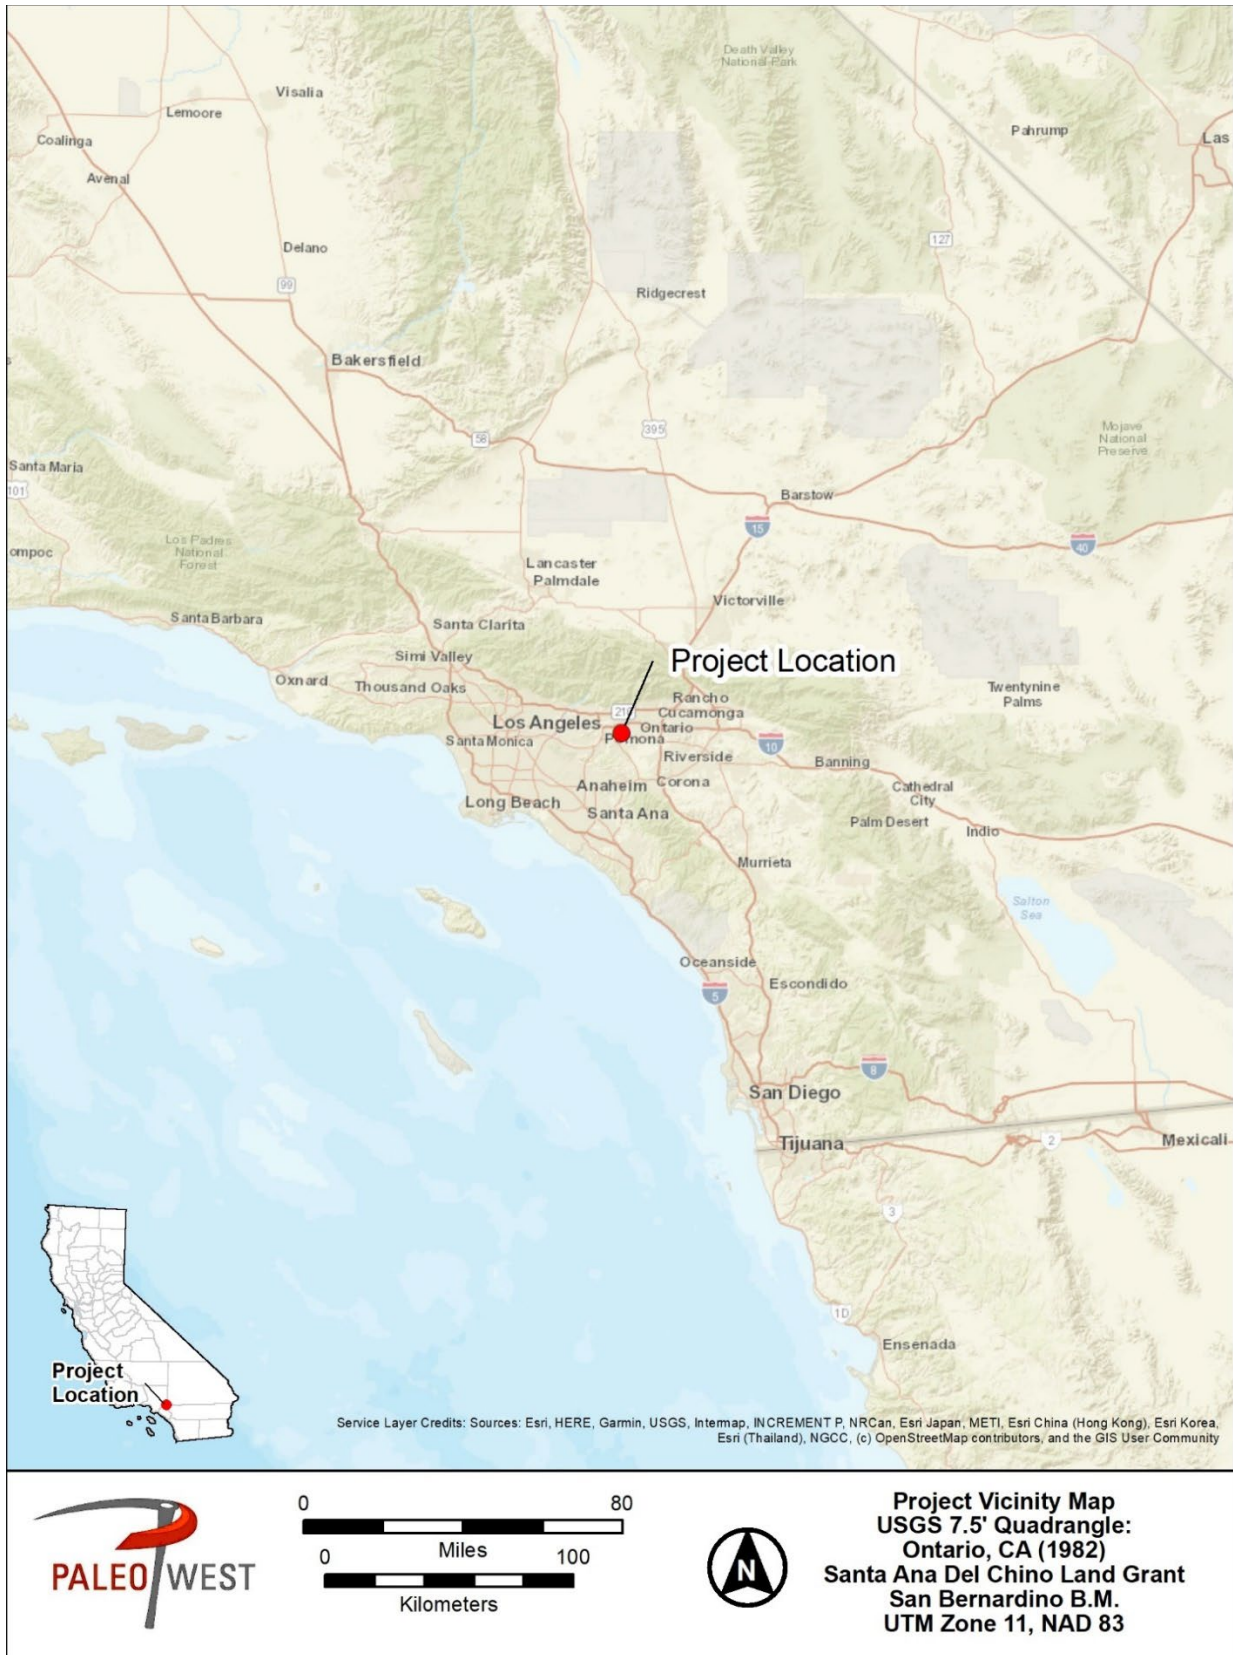 Death Valley
National Park
Visalia
Lemoore
Pahrump
Las
Coalinga
Avenal
127
Delano
99
Ridgecrest
Bakersfield
395
58
Mojave
National
Preserve
Santa Maria
101
Barstow
15
40
Los Padres
National
Forest
ompoc
Lancaster
Palmdale
Victorville
Santa Barbara
Santa Clarita
Simi Valley
Project Location
Oxnard
Thousand Oaks
Rancho
Cucamonga
Twentynine
Palms
210
Los Angeles
Ontario
Santa Monica
Pomona
10
Riverside
Banning
Anaheim
Corona
Cathedral
City
Long Beach
Santa Ana
Palm Desert
Indio
Murrieta
Salton
Sea
Oceanside
Escondido
5
8
San Diego
Tijuana
2
Mexicali
3
1D
Ensenada
Project
Location
Service Layer Credits: Sources: Esri, HERE, Garmin, USGS, Intermap, INCREMENT P, NRCan, Esri Japan, METI, Esri China (Hong Kong), Esri Korea,
Esri (Thailand), NGCC, (c) OpenStreetMap contributors, and the GIS User Community
PALEO WEST
0 80
Miles
0 100
Kilometers
N
Project Vicinity Map
USGS 7.5' Quadrangle:
Ontario, CA (1982)
Santa Ana Del Chino Land Grant
San Bernardino B.M.
UTM Zone 11, NAD 83